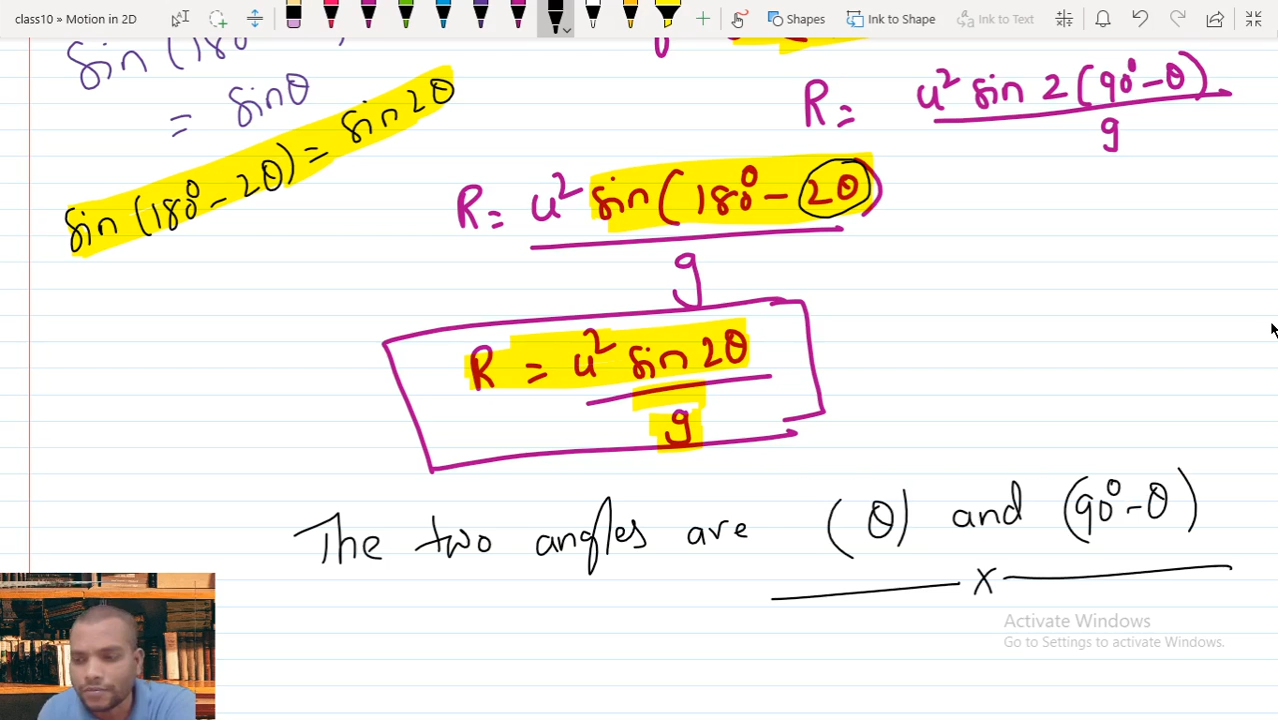 class10 » Motion in 2D
Shapes
Ink to Shape
Ink to Text
sin (180°
= sinθ
sin (180° - 2θ) = sin 2θ
R = u² sin 2 (90° - θ)
g
R = u² sin (180° - 2θ)
g
R = u² sin 2θ
g
The two angles are (θ) and (90° - θ)
x
Activate Windows
Go to Settings to activate Windows.